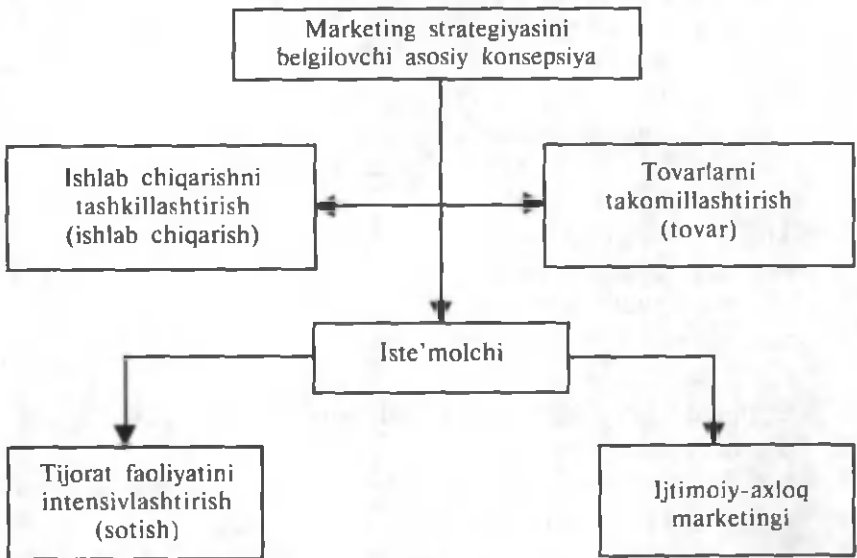 Marketing strategiyasini
belgilovchi asosiy konsepsiya
Ishlab chiqarishni
tashkillashtirish
(ishlab chiqarish)
Tovarlarni
takomillashtirish
(tovar)
Iste’molchi
Tijorat faoliyatini
intensivlashtirish
(sotish)
Ijtimoiy-axloq
marketingi